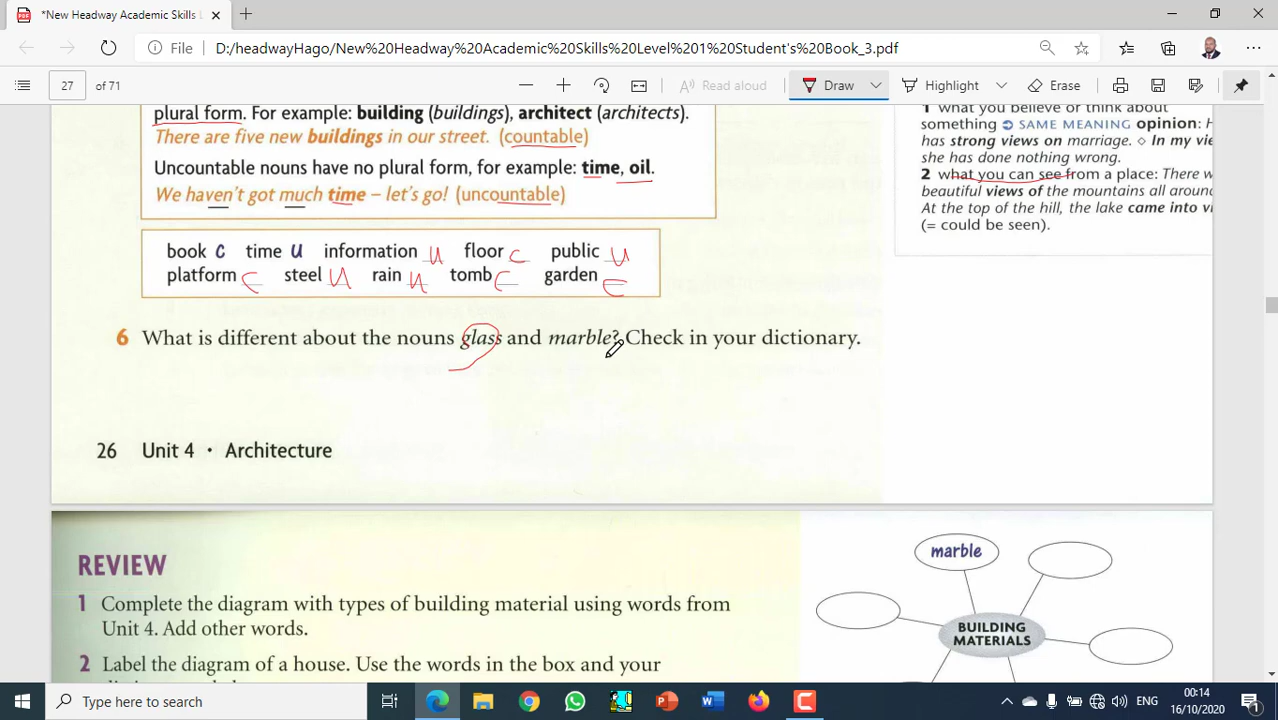 *New Headway Academic Skills L
File
D:/headwayHago/New%20Headway%20Academic%20Skills%20Level%201%20Student's%20Book_3.pdf
27 of 71
Read aloud
Draw
Highlight
Erase
plural form. For example: building (buildings), architect (architects).
There are five new buildings in our street. (countable)
Uncountable nouns have no plural form, for example: time, oil.
We haven't got much time – let's go! (uncountable)
book C time U information U floor C public U
platform C steel U rain U tomb C garden C
6 What is different about the nouns glass and marble? Check in your dictionary.
26 Unit 4 • Architecture
1 what you believe or think about
something ➲ SAME MEANING opinion: H
has strong views on marriage. ◇ In my vie
she has done nothing wrong.
2 what you can see from a place: There w
beautiful views of the mountains all around
At the top of the hill, the lake came into vi
(= could be seen).
REVIEW
1 Complete the diagram with types of building material using words from
Unit 4. Add other words.
2 Label the diagram of a house. Use the words in the box and your
marble
BUILDING
MATERIALS
Type here to search
ENG
00:14
16/10/2020